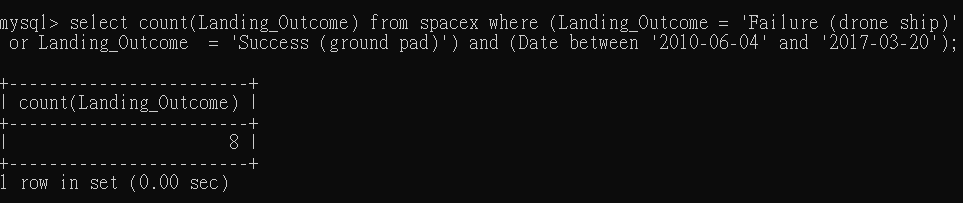 mysql> select count(Landing_Outcome) from spacex where (Landing_Outcome = 'Failure (drone ship)'
 or Landing_Outcome  = 'Success (ground pad)') and (Date between '2010-06-04' and '2017-03-20');
+------------------------+
| count(Landing_Outcome) |
+------------------------+
|                      8 |
+------------------------+
1 row in set (0.00 sec)